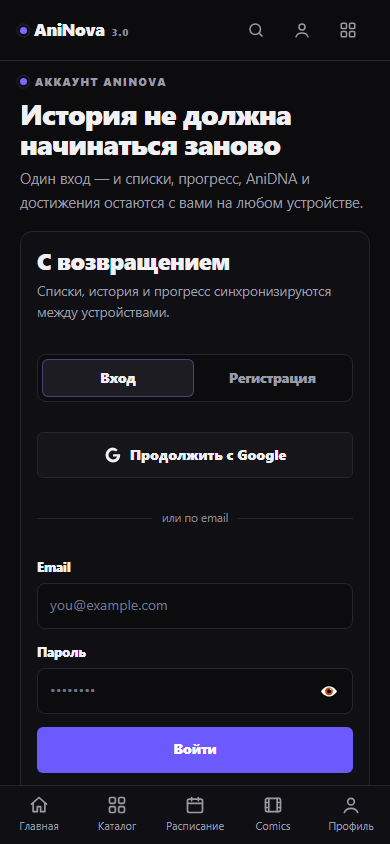 AniNova 3.0
АККАУНТ ANINOVA
История не должна
начинаться заново
Один вход — и списки, прогресс, AniDNA и
достижения остаются с вами на любом устройстве.
С возвращением
Списки, история и прогресс синхронизируются
между устройствами.
Вход
Регистрация
G Продолжить с Google
или по email
Email
you@example.com
Пароль
••••••••
Войти
Главная
Каталог
Расписание
Comics
Профиль